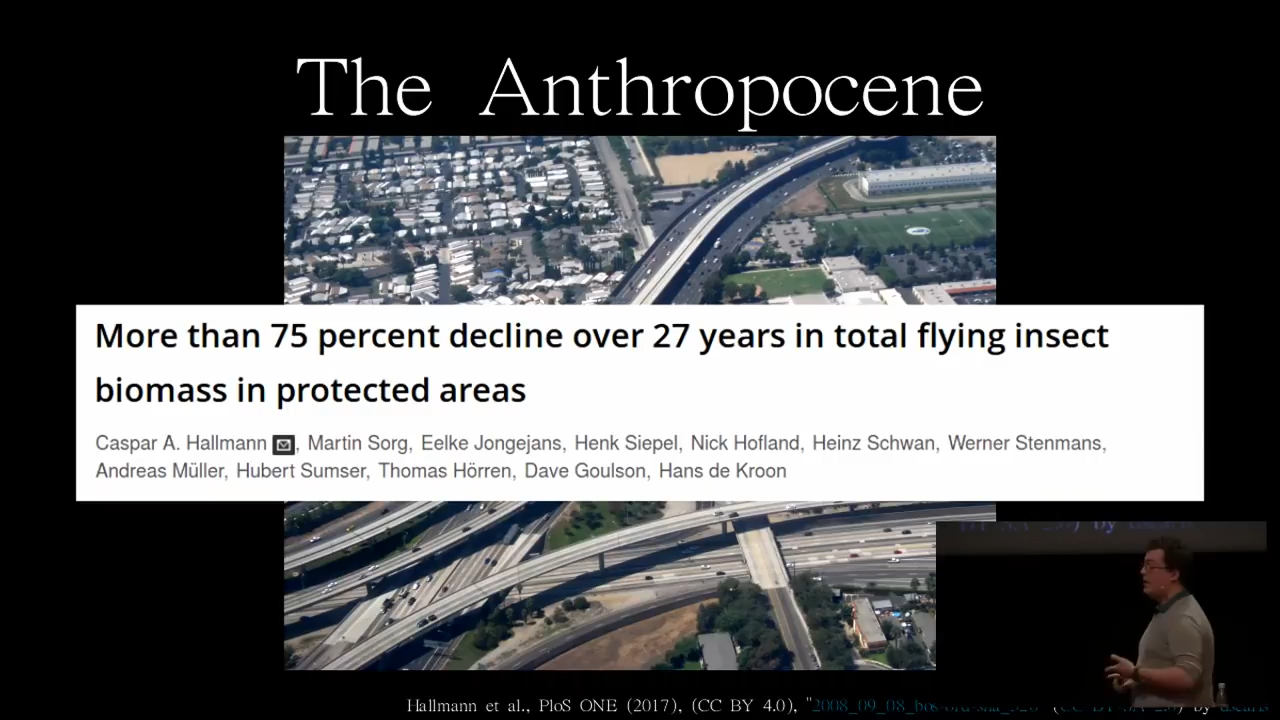 The Anthropocene
More than 75 percent decline over 27 years in total flying insect
biomass in protected areas
Caspar A. Hallmann , Martin Sorg, Eelke Jongejans, Henk Siepel, Nick Hofland, Heinz Schwan, Werner Stenmans,
Andreas Müller, Hubert Sumser, Thomas Hörren, Dave Goulson, Hans de Kroon
by
Hallmann et al., PloS ONE (2017), (CC BY 4.0), "2008_09_08 by